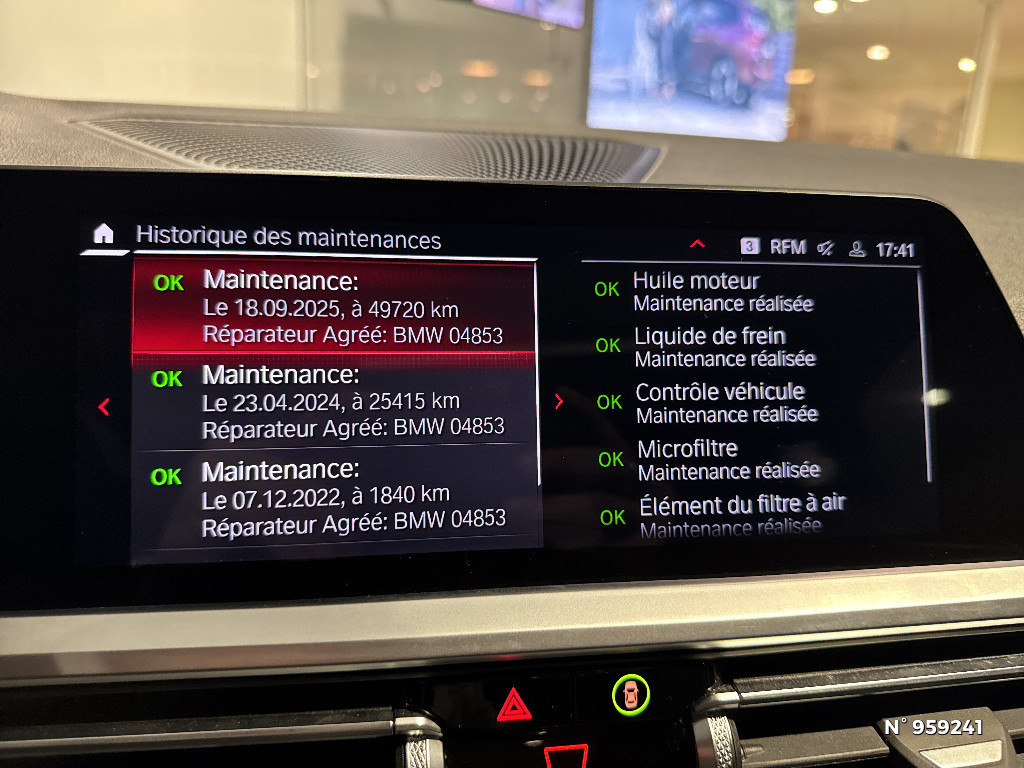 Historique des maintenances
3 RFM 17:41
OK Maintenance:
Le 18.09.2025, à 49720 km
Réparateur Agréé: BMW 04853
OK Maintenance:
Le 23.04.2024, à 25415 km
Réparateur Agréé: BMW 04853
OK Maintenance:
Le 07.12.2022, à 1840 km
Réparateur Agréé: BMW 04853
OK Huile moteur
Maintenance réalisée
OK Liquide de frein
Maintenance réalisée
OK Contrôle véhicule
Maintenance réalisée
OK Microfiltre
Maintenance réalisée
OK Élément du filtre à air
Maintenance réalisée
N° 959241